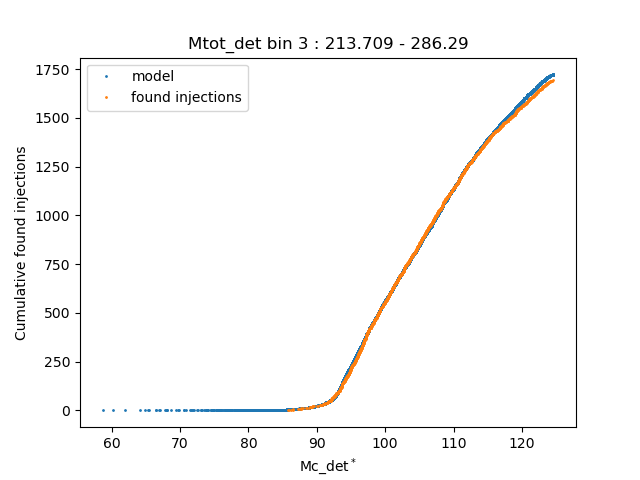 Mtot_det bin 3 : 213.709 - 286.29
model
found injections
1750
1500
1250
1000
750
500
250
0
Cumulative found injections
60 70 80 90 100 110 120
Mc_det*